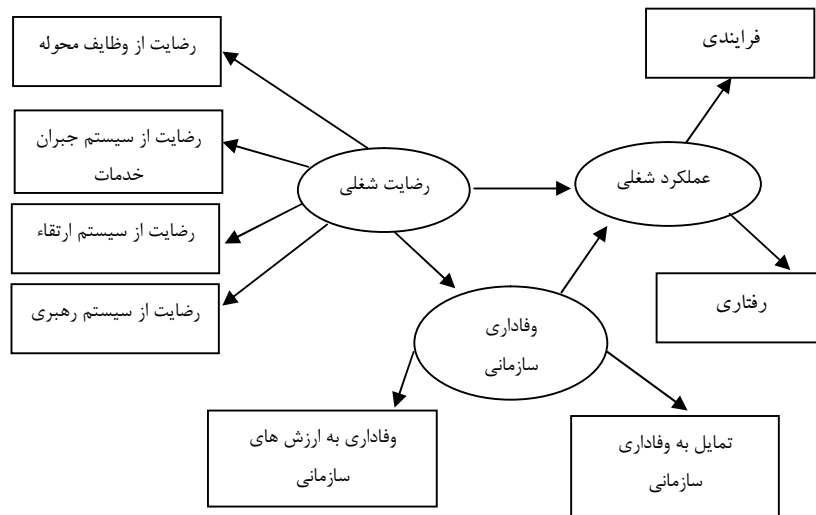 رضایت از وظایف محوله
رضایت از سیستم جبران
خدمات
رضایت از سیستم ارتقاء
رضایت از سیستم رهبری
رضایت شغلی
وفاداری
سازمانی
عملکرد شغلی
فرایندی
رفتاری
وفاداری به ارزش های
سازمانی
تمایل به وفاداری
سازمانی